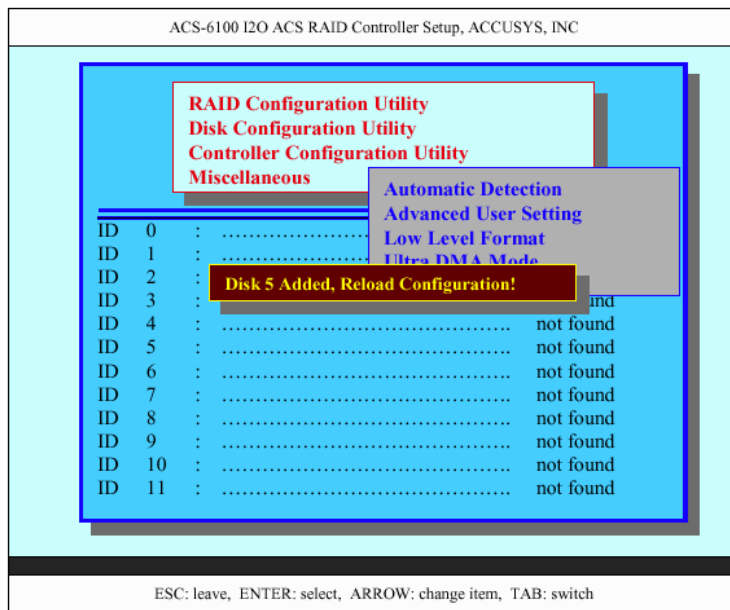 ACS-6100 I2O ACS RAID Controller Setup, ACCUSYS, INC
RAID Configuration Utility
Disk Configuration Utility
Controller Configuration Utility
Miscellaneous
Automatic Detection
Advanced User Setting
Low Level Format
Ultra DMA Mode
Disk 5 Added, Reload Configuration!
ID 0 : ..........................
ID 1 : ..........................
ID 2 :
ID 3 : .......................... und
ID 4 : .......................... not found
ID 5 : .......................... not found
ID 6 : .......................... not found
ID 7 : .......................... not found
ID 8 : .......................... not found
ID 9 : .......................... not found
ID 10 : .......................... not found
ID 11 : .......................... not found
ESC: leave, ENTER: select, ARROW: change item, TAB: switch